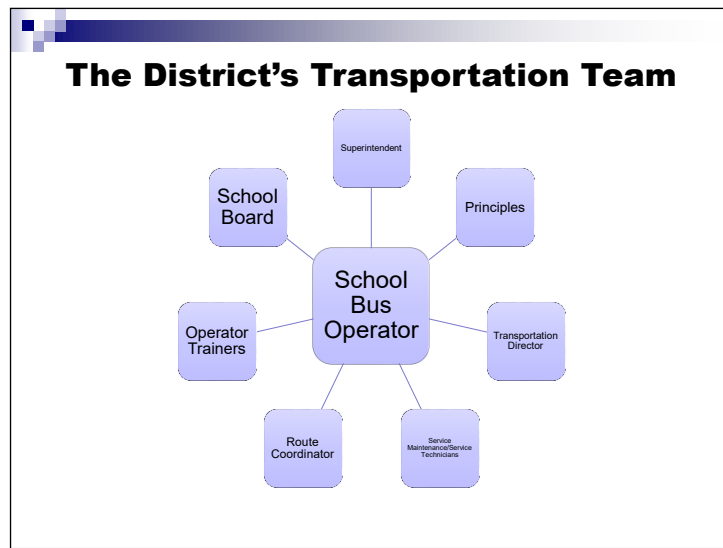 The District's Transportation Team
Superintendent
School
Board
Principles
School
Bus
Operator
Operator
Trainers
Transportation
Director
Route
Coordinator
Service
Maintenance/Service
Technicians